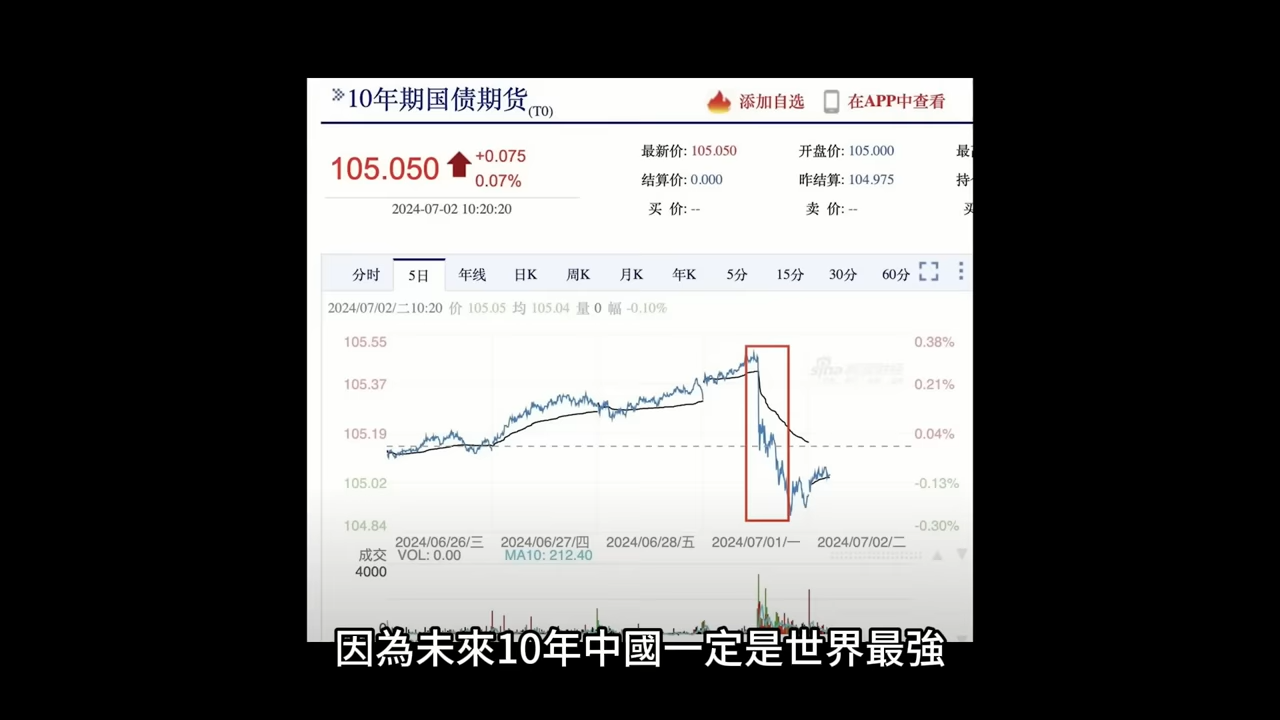 10年期国债期货(T0)
添加自选
在APP中查看
105.050
+0.075
0.07%
2024-07-02 10:20:20
最新价: 105.050
开盘价: 105.000
结算价: 0.000
昨结算: 104.975
持
买 价: --
卖 价: --
买
分时 5日 年线 日K 周K 月K 年K 5分 15分 30分 60分
2024/07/02/二10:20 价 105.05 均 105.04 量 0 幅 -0.10%
105.55
0.38%
105.37
0.21%
105.19
0.04%
105.02
-0.13%
104.84
-0.30%
sina
2024/06/26/三 2024/06/27/四 2024/06/28/五 2024/07/01/一 2024/07/02/二
成交 VOL: 0.00 MA10: 212.40
4000
因為未來10年中國一定是世界最強